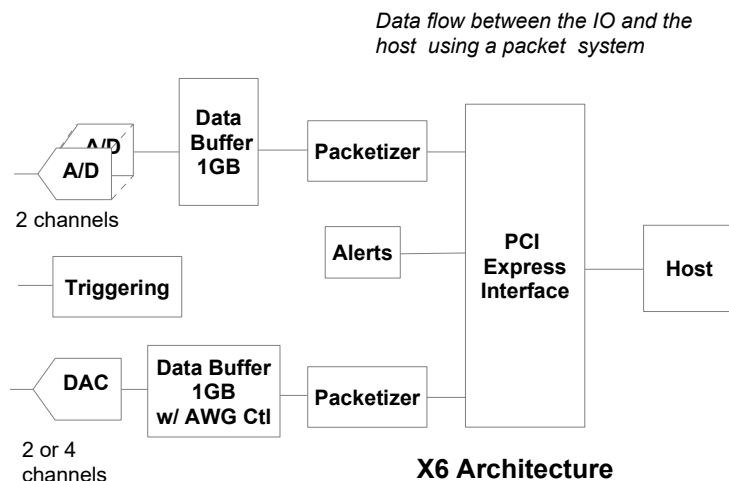 Data flow between the IO and the
host using a packet system
Data
Buffer
1GB
Packetizer
A/D
A/D
2 channels
PCI
Express
Interface
Alerts
Host
Triggering
DAC
Data Buffer
1GB
w/ AWG Ctl
Packetizer
2 or 4
channels
X6 Architecture